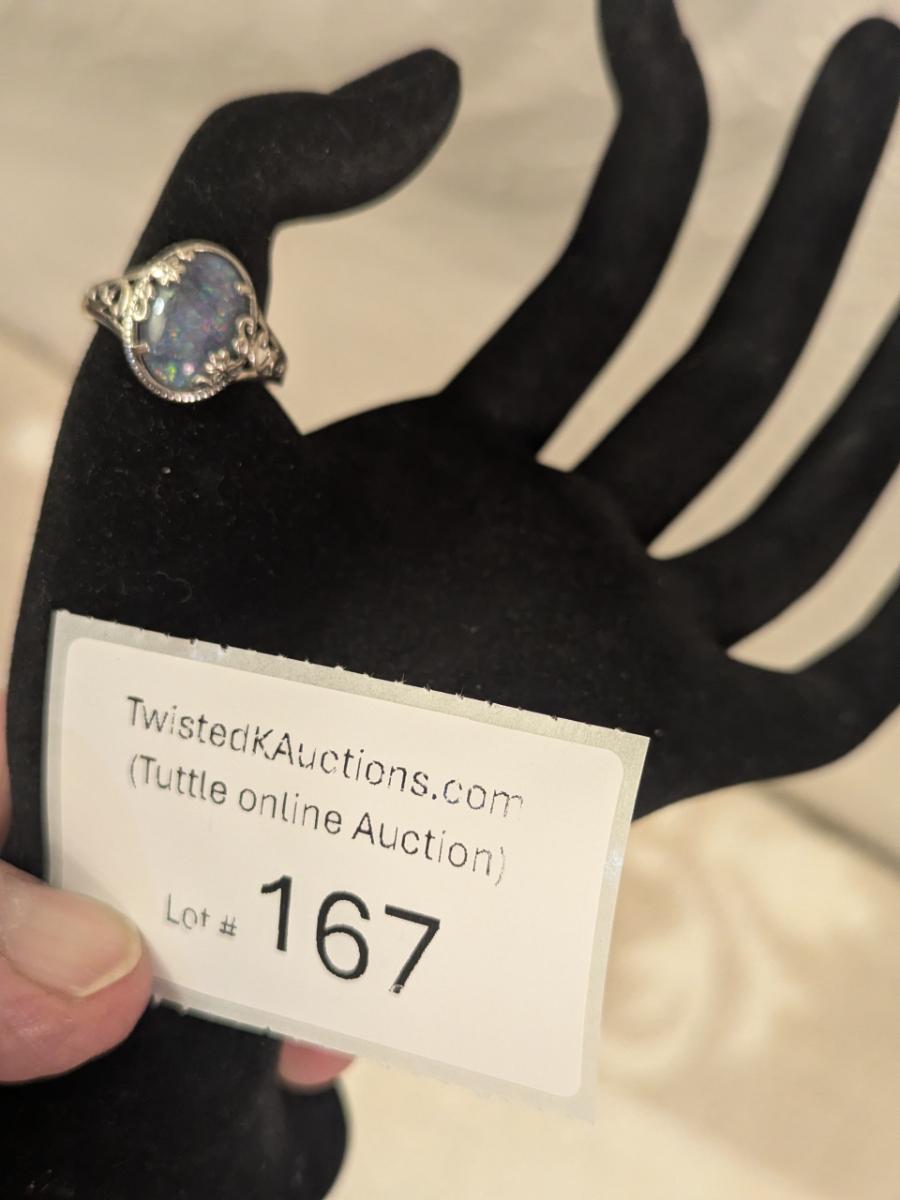 TwistedKAuctions.com
(Tuttle online Auction)
Lot # 167